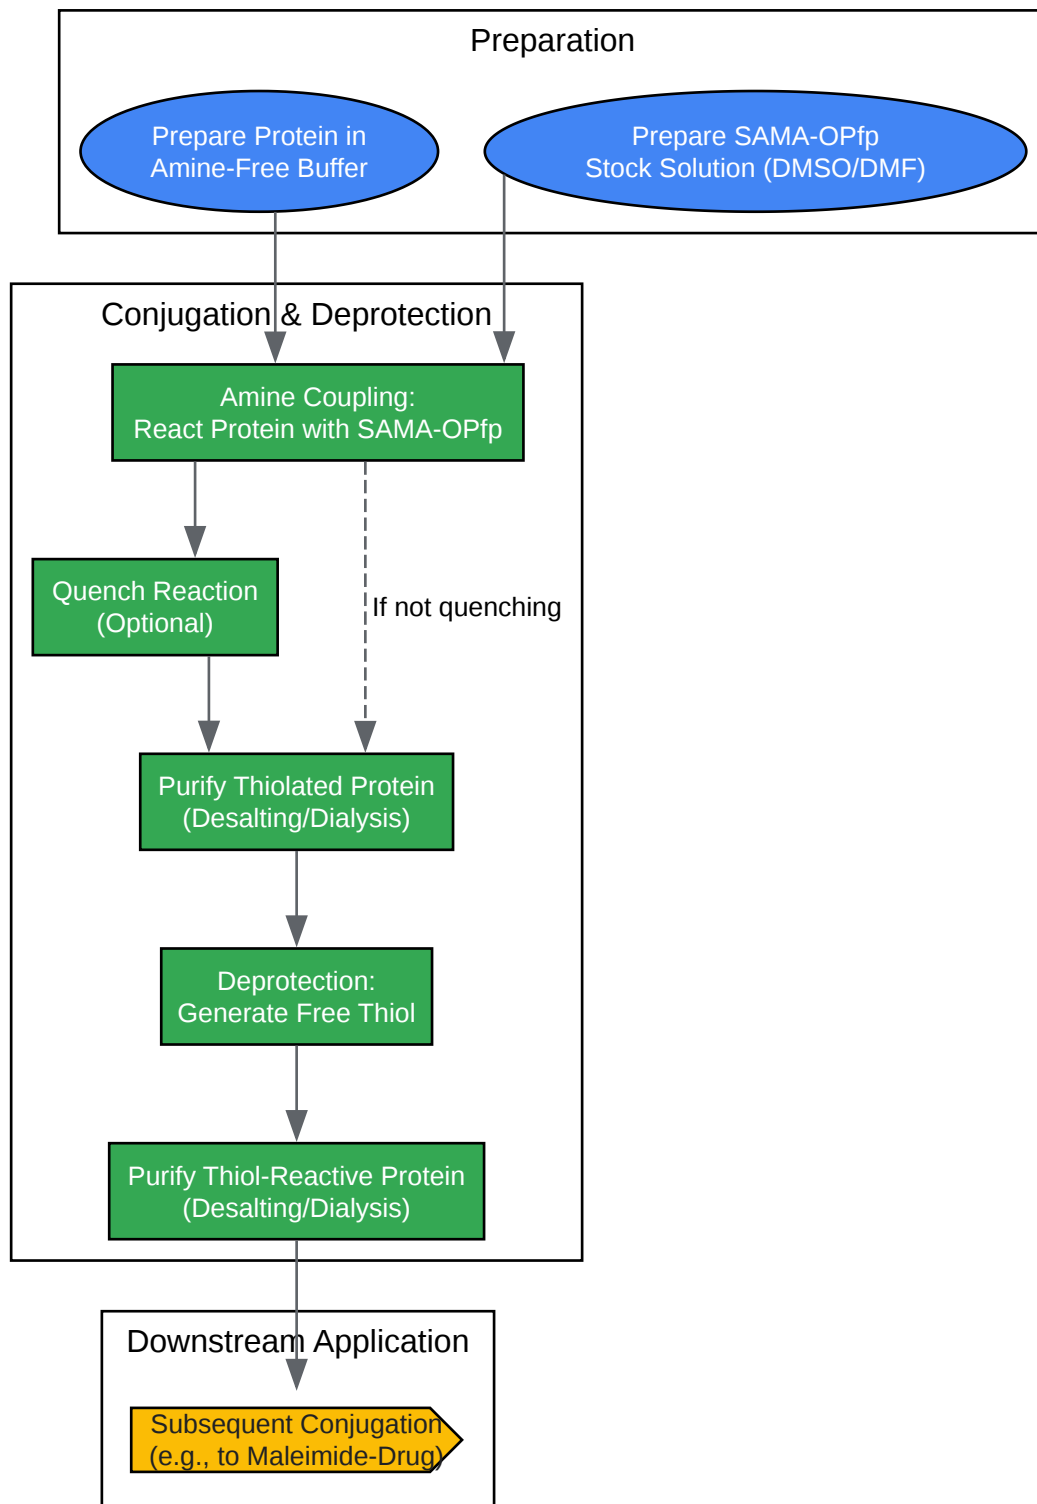 Preparation
Prepare Protein in
Amine-Free Buffer
Prepare SAMA-OPfp
Stock Solution (DMSO/DMF)
Conjugation & Deprotection
Amine Coupling:
React Protein with SAMA-OPfp
Quench Reaction
(Optional)
If not quenching
Purify Thiolated Protein
(Desalting/Dialysis)
Deprotection:
Generate Free Thiol
Purify Thiol-Reactive Protein
(Desalting/Dialysis)
Downstream Application
Subsequent Conjugation
(e.g., to Maleimide-Drug)